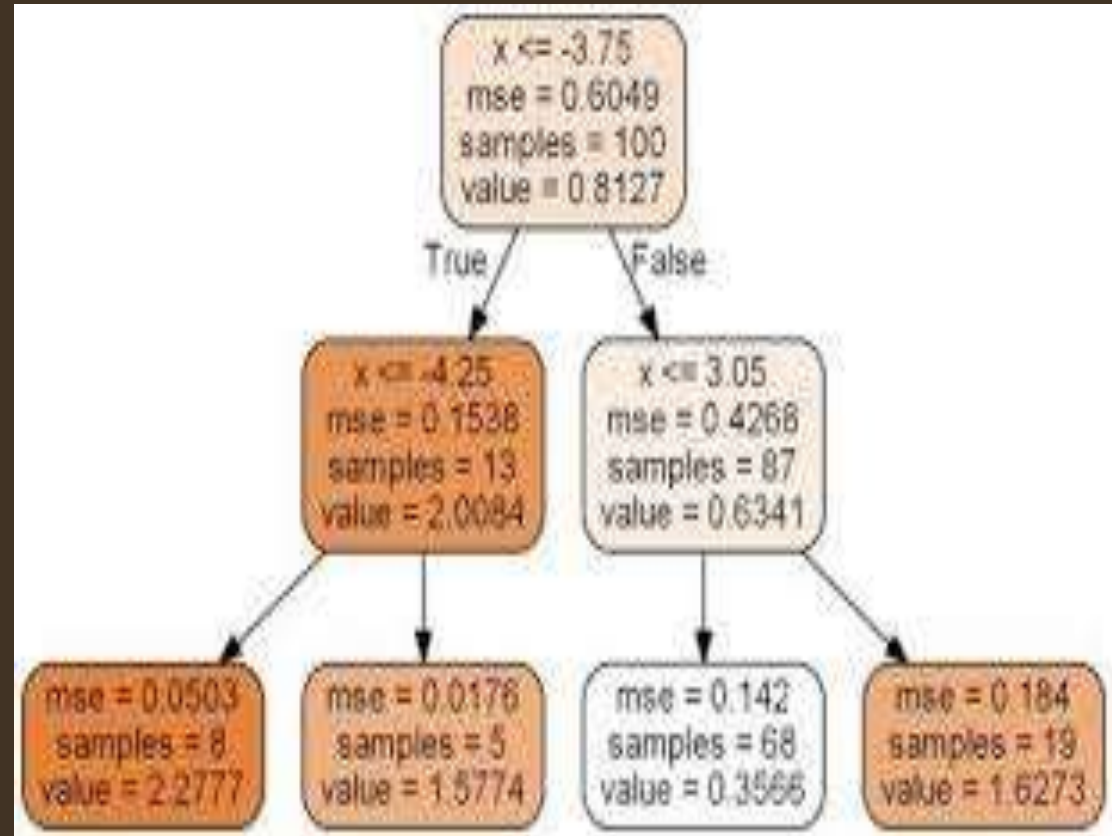 x <= -3.75
mse = 0.6049
samples = 100
value = 0.8127
True
False
x <= -4.25
mse = 0.1538
samples = 13
value = 2.0084
x <= 3.05
mse = 0.4268
samples = 87
value = 0.6341
mse = 0.0503
samples = 8
value = 2.2777
mse = 0.0176
samples = 5
value = 1.5774
mse = 0.142
samples = 68
value = 0.3566
mse = 0.184
samples = 19
value = 1.6273